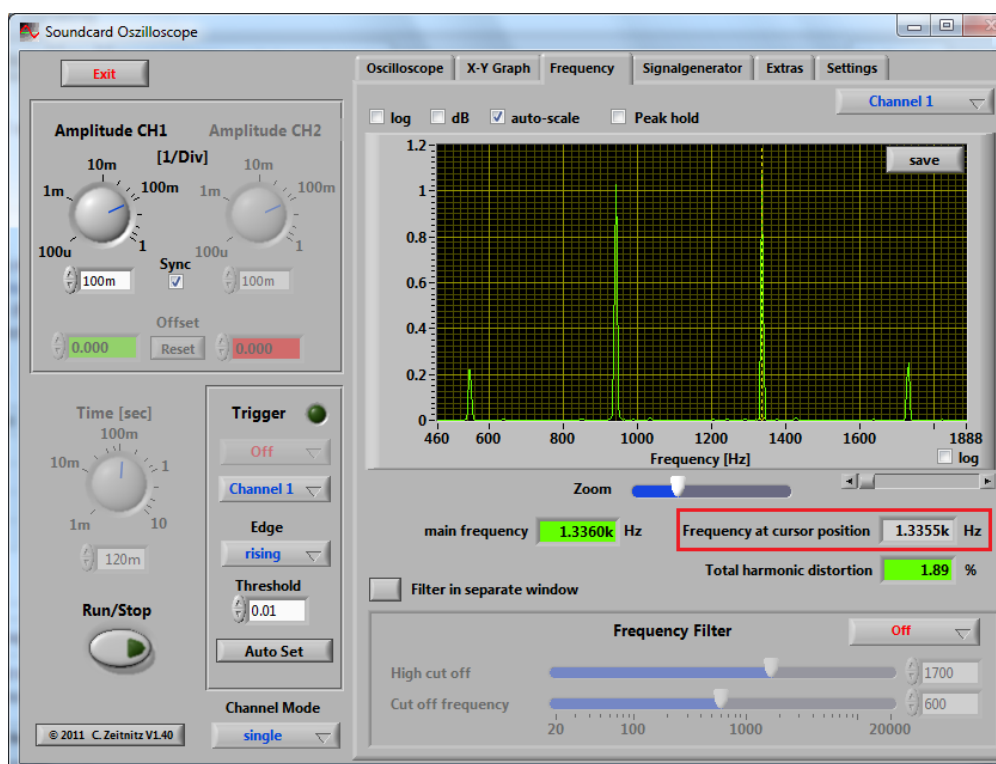 Soundcard Oszilloscope
Exit
Amplitude CH1 Amplitude CH2
[1/Div]
10m 10m
1m 100m 1m 100m
100u 1 100u 1
Sync
100m 100m
Offset
0.000 Reset 0.000
Time [sec]
100m
10m 1
1m 10
120m
Run/Stop
© 2011 C. Zeitnitz V1.40
Trigger
Off
Channel 1
Edge
rising
Threshold
0.01
Auto Set
Channel Mode
single
Oscilloscope X-Y Graph Frequency Signalgenerator Extras Settings
Channel 1
log dB auto-scale Peak hold
save
1.2
1
0.8
0.6
0.4
0.2
0
460 600 800 1000 1200 1400 1600 1888
Frequency [Hz] log
Zoom
main frequency 1.3360k Hz Frequency at cursor position 1.3355k Hz
Total harmonic distortion 1.89 %
Filter in separate window
Frequency Filter Off
High cut off 1700
Cut off frequency 600
20 100 1000 20000